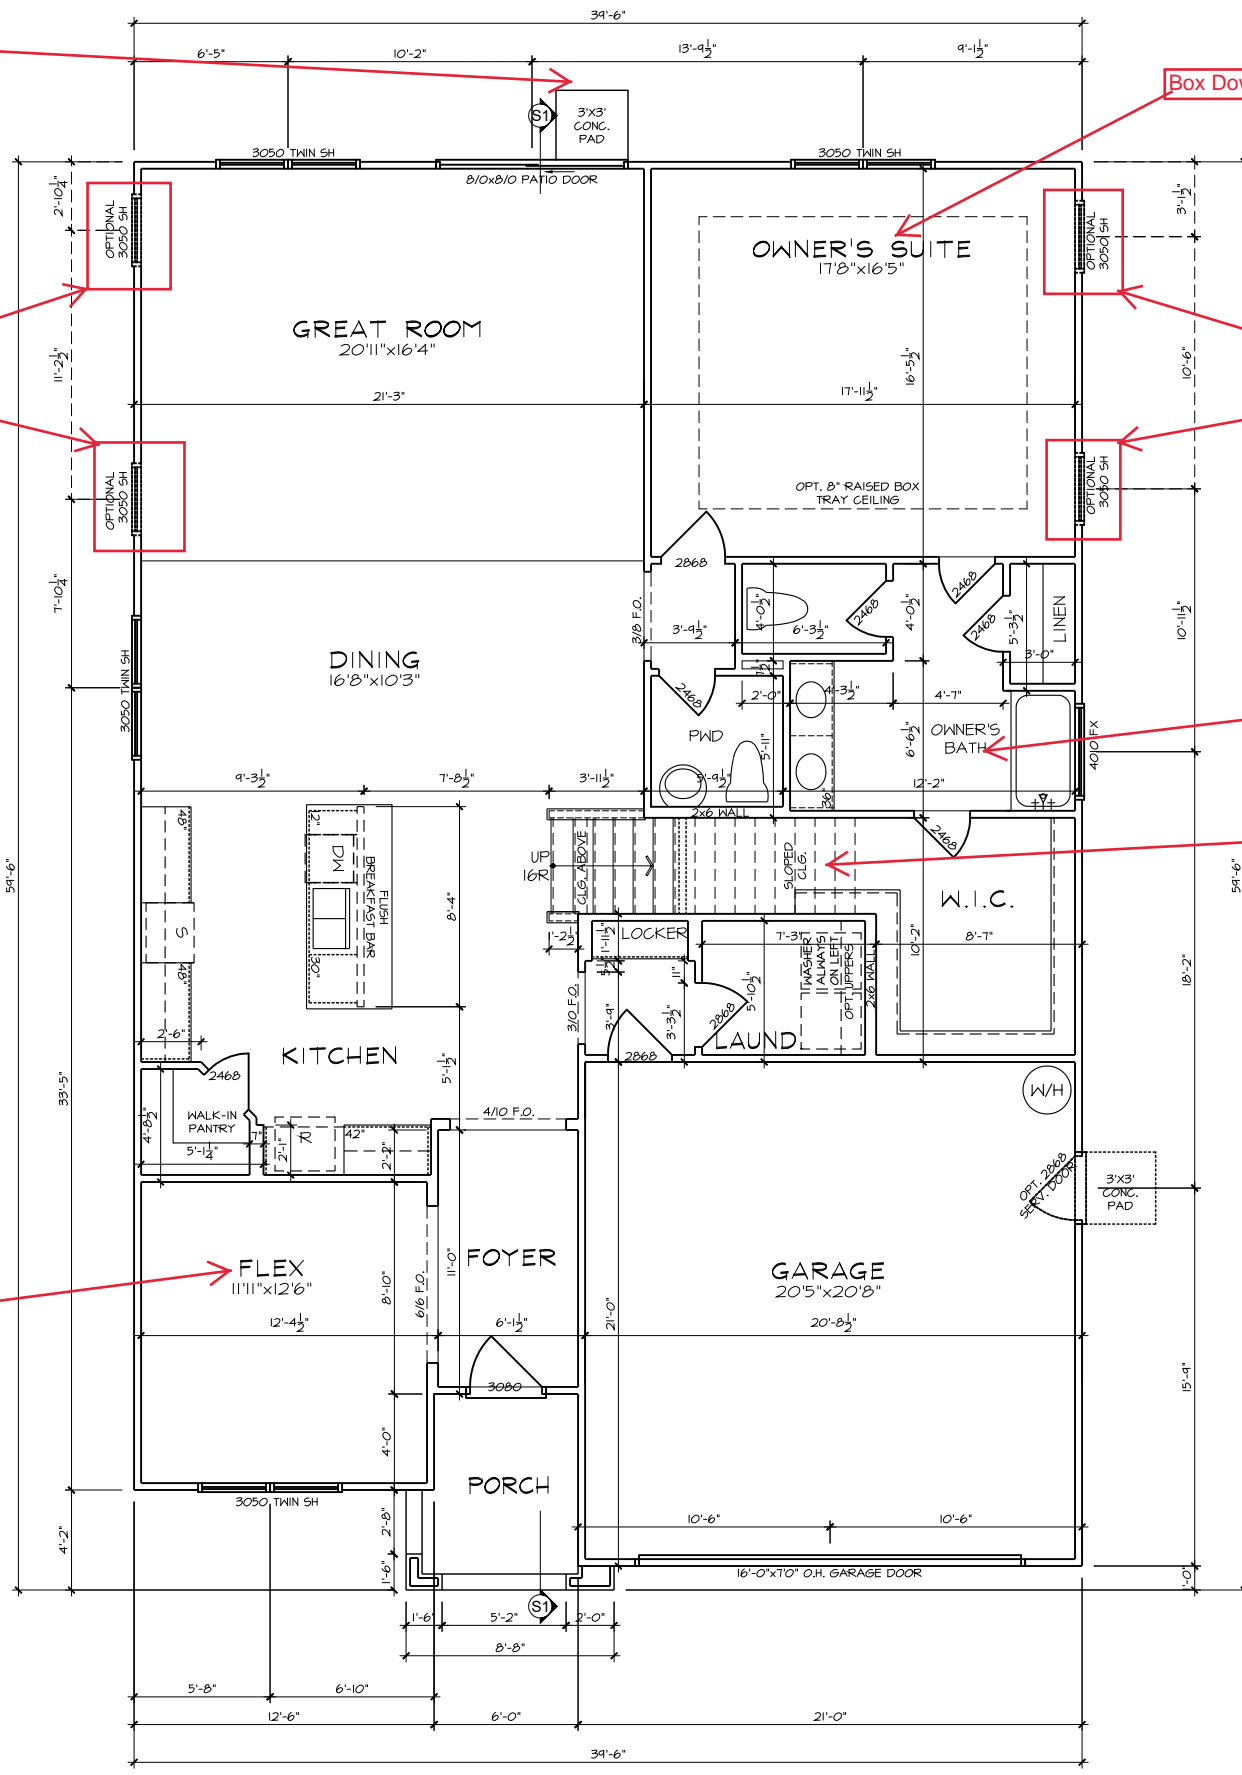 39'-6"
6'-5"
10'-2"
13'-9½"
9'-1½"
Box Dow
S1
3'X3'
CONC.
PAD
3050 TWIN SH
8/0x8/0 PATIO DOOR
3050 TWIN SH
2'-10¼"
OPTIONAL
3050 SH
OWNER'S SUITE
17'8"x16'5"
OPTIONAL
3050 SH
3'-1½"
GREAT ROOM
20'11"x16'4"
11'-2½"
16'-5½"
10'-6"
21'-3"
17'-11½"
OPTIONAL
3050 SH
OPT. 8" RAISED BOX
TRAY CEILING
OPTIONAL
3050 SH
7'-10¼"
2868
2468
2468
2468
3/8 F.O.
3'-9½"
4'-0½"
6'-3½"
4'-0½"
5'-3½"
LINEN
3'-0"
10'-11½"
DINING
16'8"x10'3"
3050 TWIN SH
2468
2'-0"
4'-3½"
4'-7"
PWD
5'-11"
6'-6½"
OWNER'S
BATH
4010 FX
9'-3½"
7'-8½"
3'-11½"
5'-9½"
36"
12'-2"
2x6 WALL
59'-6"
48"
12"
DW
FLUSH
BREAKFAST BAR
30"
8'-4"
UP
16R
CLG. ABOVE
SLOPED
CLG.
2468
W.I.C.
59'-6"
S
48"
1'-2½"
1'-11½"
LOCKER
7'-3"
WASHER
ALWAYS
ON LEFT
OPT. UPPERS
2x6 WALL
10'-2"
8'-7"
18'-2"
5½"
11"
3/0 F.O.
3'-9"
3'-3½"
5'-10½"
2868
2868
LAUND
2'-6"
KITCHEN
5'-1½"
33'-5"
2468
W/H
4'-8½"
WALK-IN
PANTRY
5'-1¼"
7"
2'-1"
R
42"
2'-2"
4/10 F.O.
OPT. 2868
SERV. DOOR
3'X3'
CONC.
PAD
FLEX
11'11"x12'6"
8'-10"
6/6 F.O.
11'-0"
FOYER
GARAGE
20'5"x20'8"
12'-4½"
6'-1½"
21'-0"
20'-8½"
3080
15'-9"
4'-0"
PORCH
3050 TWIN SH
4'-2"
2'-8"
1'-6"
10'-6"
10'-6"
16'-0"x7'0" O.H. GARAGE DOOR
1'-0"
S1
1'-6"
5'-2"
2'-0"
8'-8"
5'-8"
6'-10"
12'-6"
6'-0"
21'-0"
39'-6"